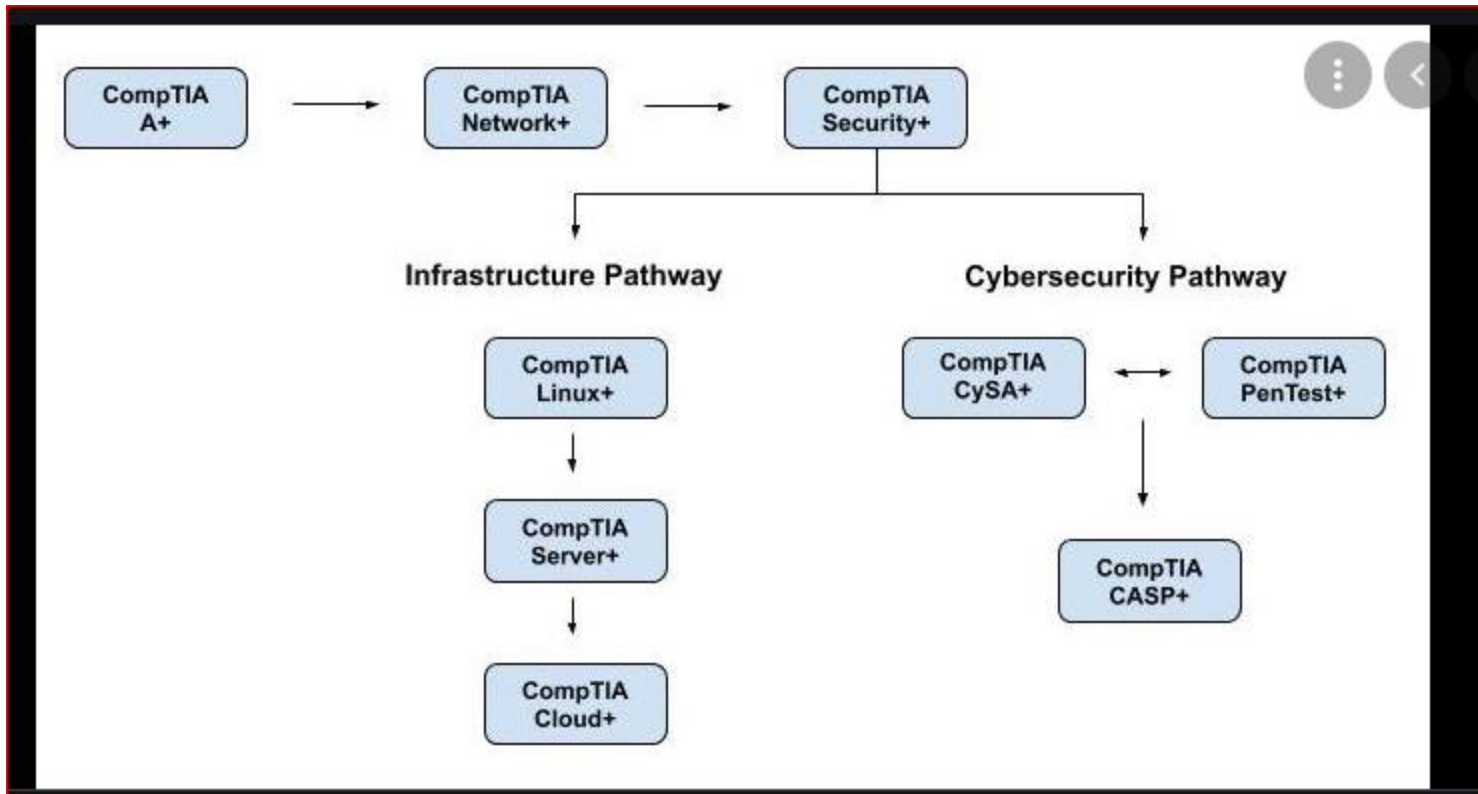 CompTIA
A+
CompTIA
Network+
CompTIA
Security+
Infrastructure Pathway
Cybersecurity Pathway
CompTIA
Linux+
CompTIA
CySA+
CompTIA
PenTest+
CompTIA
Server+
CompTIA
CASP+
CompTIA
Cloud+